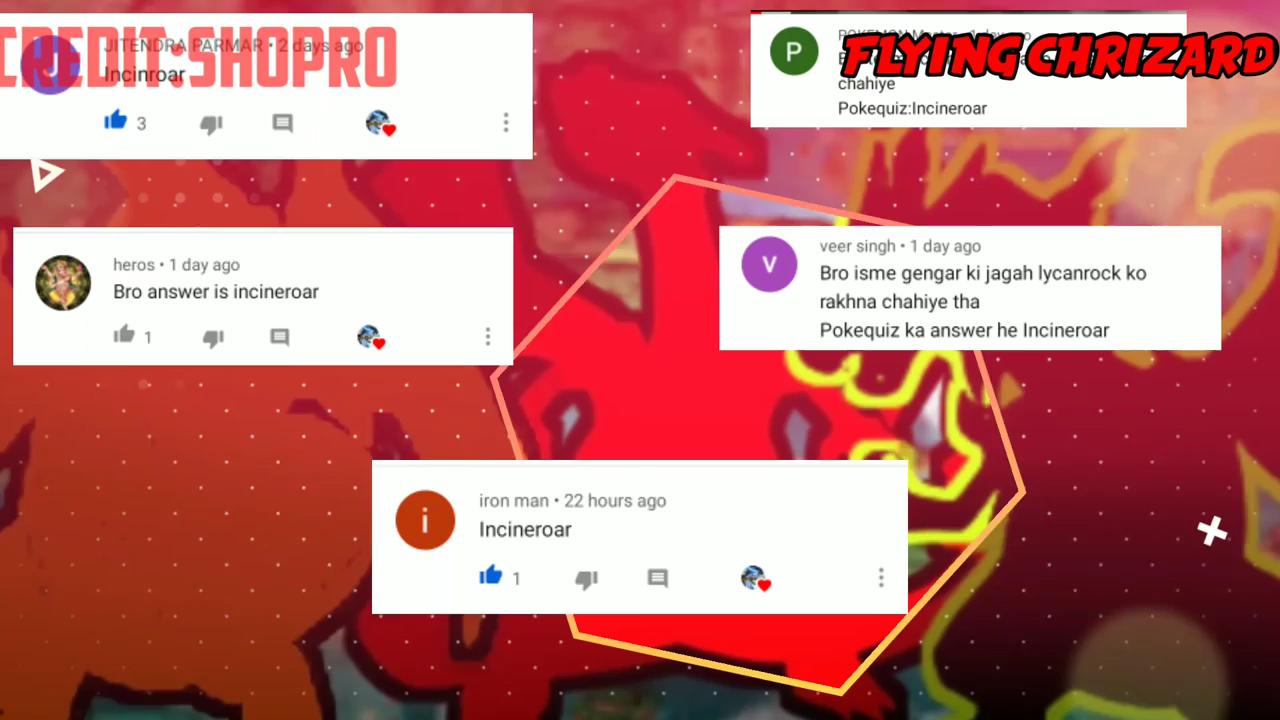 CREDIT:SHOPRO
JITENDRA PARMAR • 2 days ago
Incinroar
3
FLYING CHRIZARD
P
chahiye
Pokequiz:Incineroar
heros • 1 day ago
Bro answer is incineroar
1
V
veer singh • 1 day ago
Bro isme gengar ki jagah lycanrock ko
rakhna chahiye tha
Pokequiz ka answer he Incineroar
i
iron man • 22 hours ago
Incineroar
1